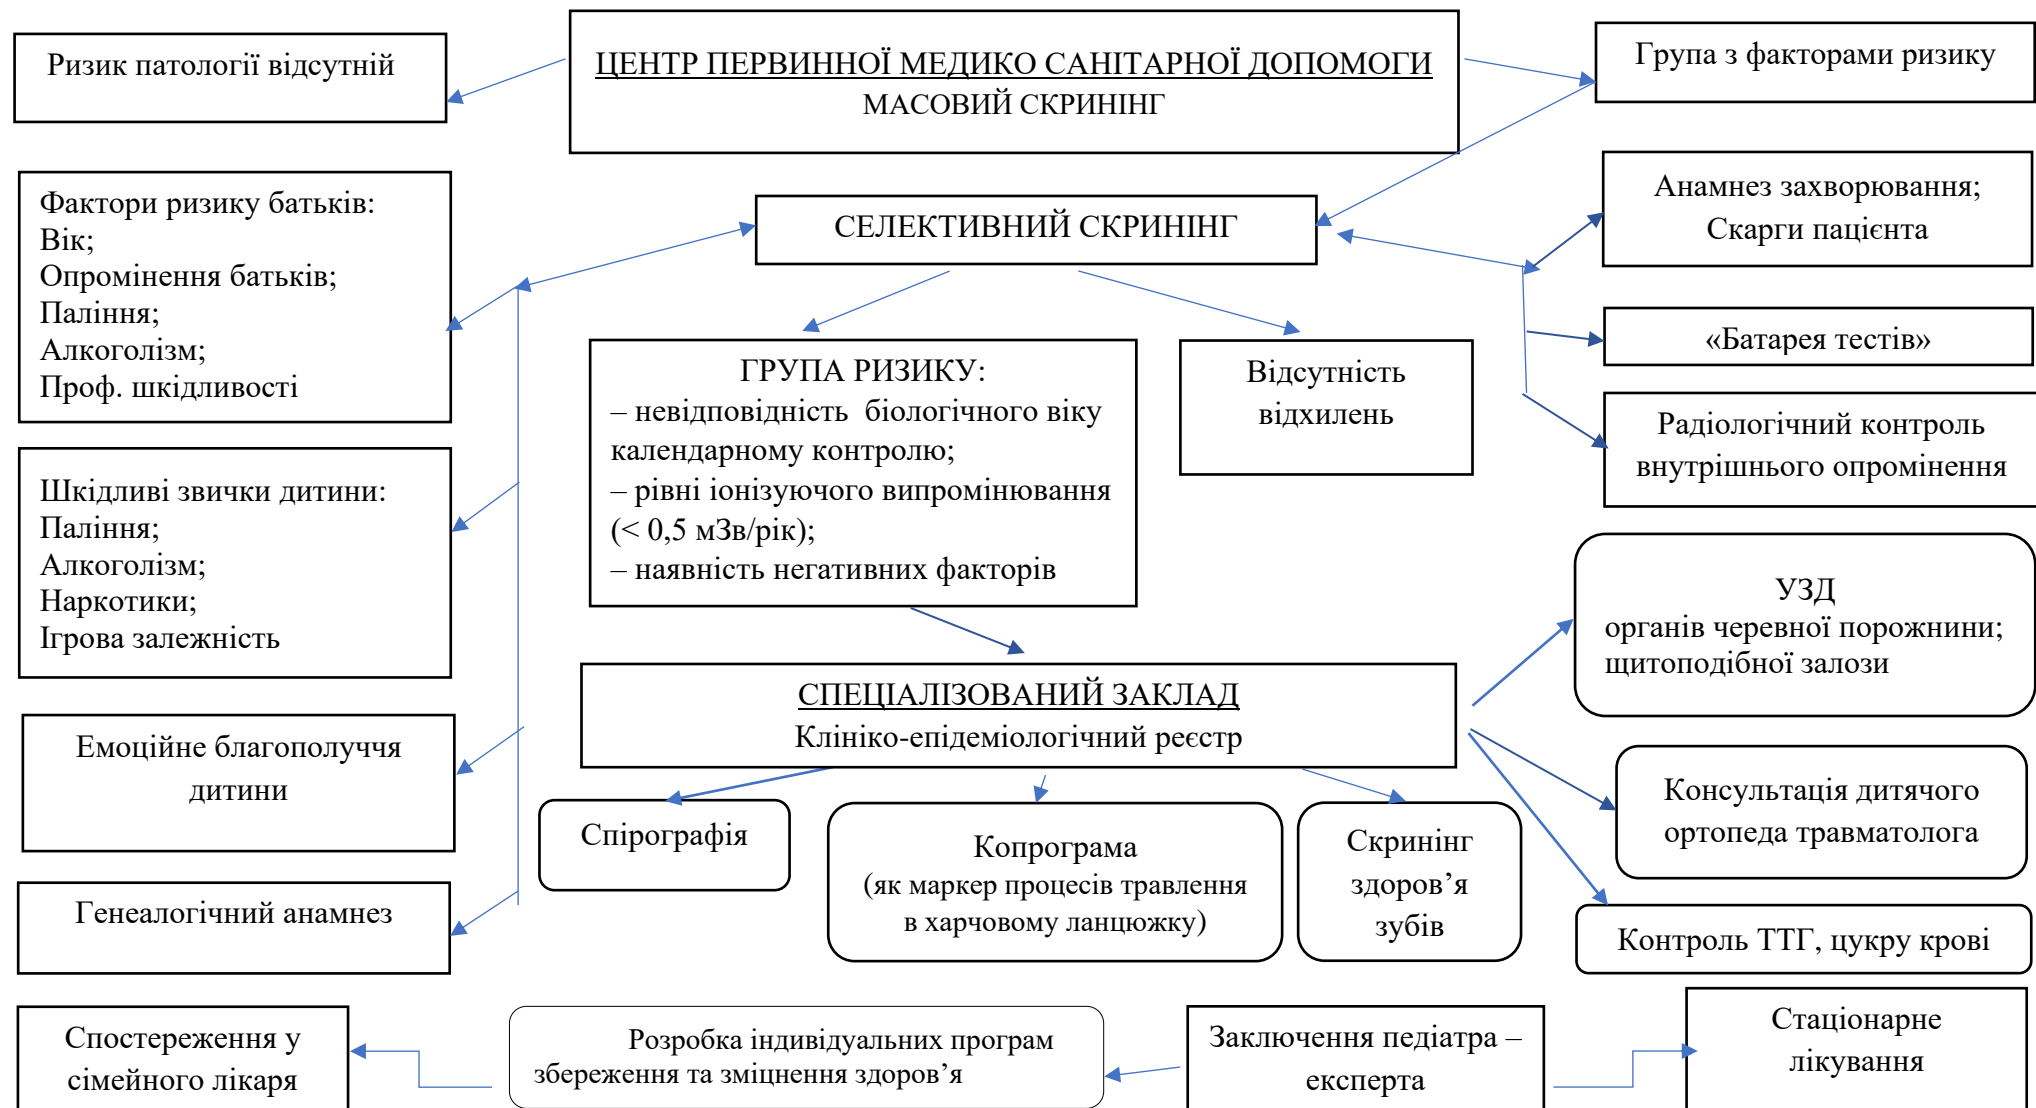 Ризик патології відсутній
ЦЕНТР ПЕРВИННОЇ МЕДИКО САНІТАРНОЇ ДОПОМОГИ
МАСОВИЙ СКРИНІНГ
Група з факторами ризику
Фактори ризику батьків:
Вік;
Опромінення батьків;
Паління;
Алкоголізм;
Проф. шкідливості
СЕЛЕКТИВНИЙ СКРИНІНГ
Анамнез захворювання;
Скарги пацієнта
«Батарея тестів»
Радіологічний контроль
внутрішнього опромінення
ГРУПА РИЗИКУ:
– невідповідність біологічного віку
календарному контролю;
– рівні іонізуючого випромінювання
(< 0,5 мЗв/рік);
– наявність негативних факторів
Відсутність
відхилень
Шкідливі звички дитини:
Паління;
Алкоголізм;
Наркотики;
Ігрова залежність
УЗД
органів черевної порожнини;
щитоподібної залози
СПЕЦІАЛІЗОВАНИЙ ЗАКЛАД
Клініко-епідеміологічний реєстр
Емоційне благополуччя
дитини
Консультація дитячого
ортопеда травматолога
Спірографія
Копрограма
(як маркер процесів травлення
в харчовому ланцюжку)
Скринінг
здоров’я
зубів
Генеалогічний анамнез
Контроль ТТГ, цукру крові
Спостереження у
сімейного лікаря
Розробка індивідуальних програм
збереження та зміцнення здоров’я
Заключення педіатра –
експерта
Стаціонарне
лікування